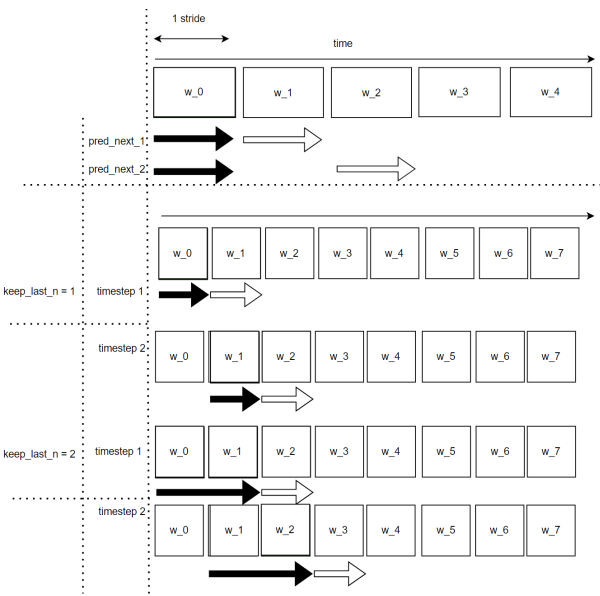 1 stride
time
w_0 w_1 w_2 w_3 w_4
pred_next_1
pred_next_2
w_0 w_1 w_2 w_3 w_4 w_5 w_6 w_7
keep_last_n = 1 timestep 1
timestep 2
w_0 w_1 w_2 w_3 w_4 w_5 w_6 w_7
keep_last_n = 2 timestep 1
w_0 w_1 w_2 w_3 w_4 w_5 w_6 w_7
timestep 2
w_0 w_1 w_2 w_3 w_4 w_5 w_6 w_7